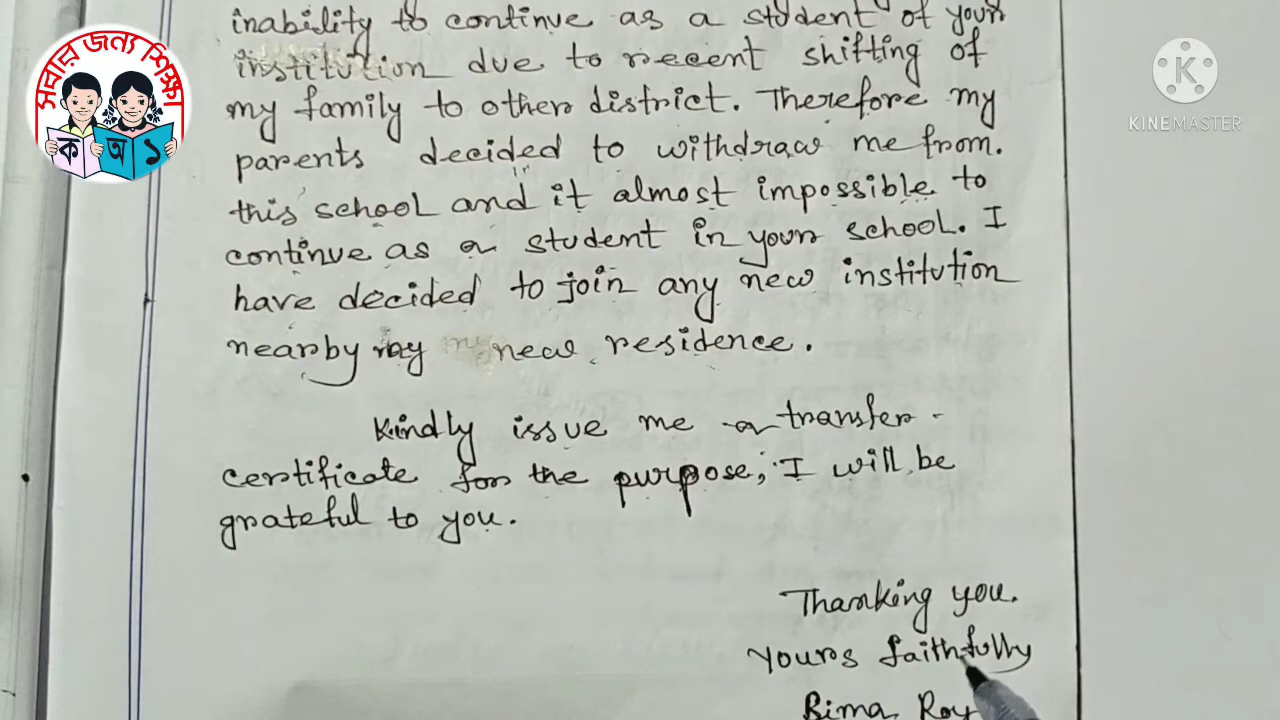 সবার জন্য শিক্ষা
ক অ ১
K
KINEMASTER
inability to continue as a student of your
institution due to recent shifting of
my family to other district. Therefore my
parents decided to withdraw me from.
this school and it almost impossible to
continue as a student in your school. I
have decided to join any new institution
nearby my new residence.
Kindly issue me a transfer-
certificate for the purpose, I will be
grateful to you.
Thanking you.
Yours faithfully
Bima Roy